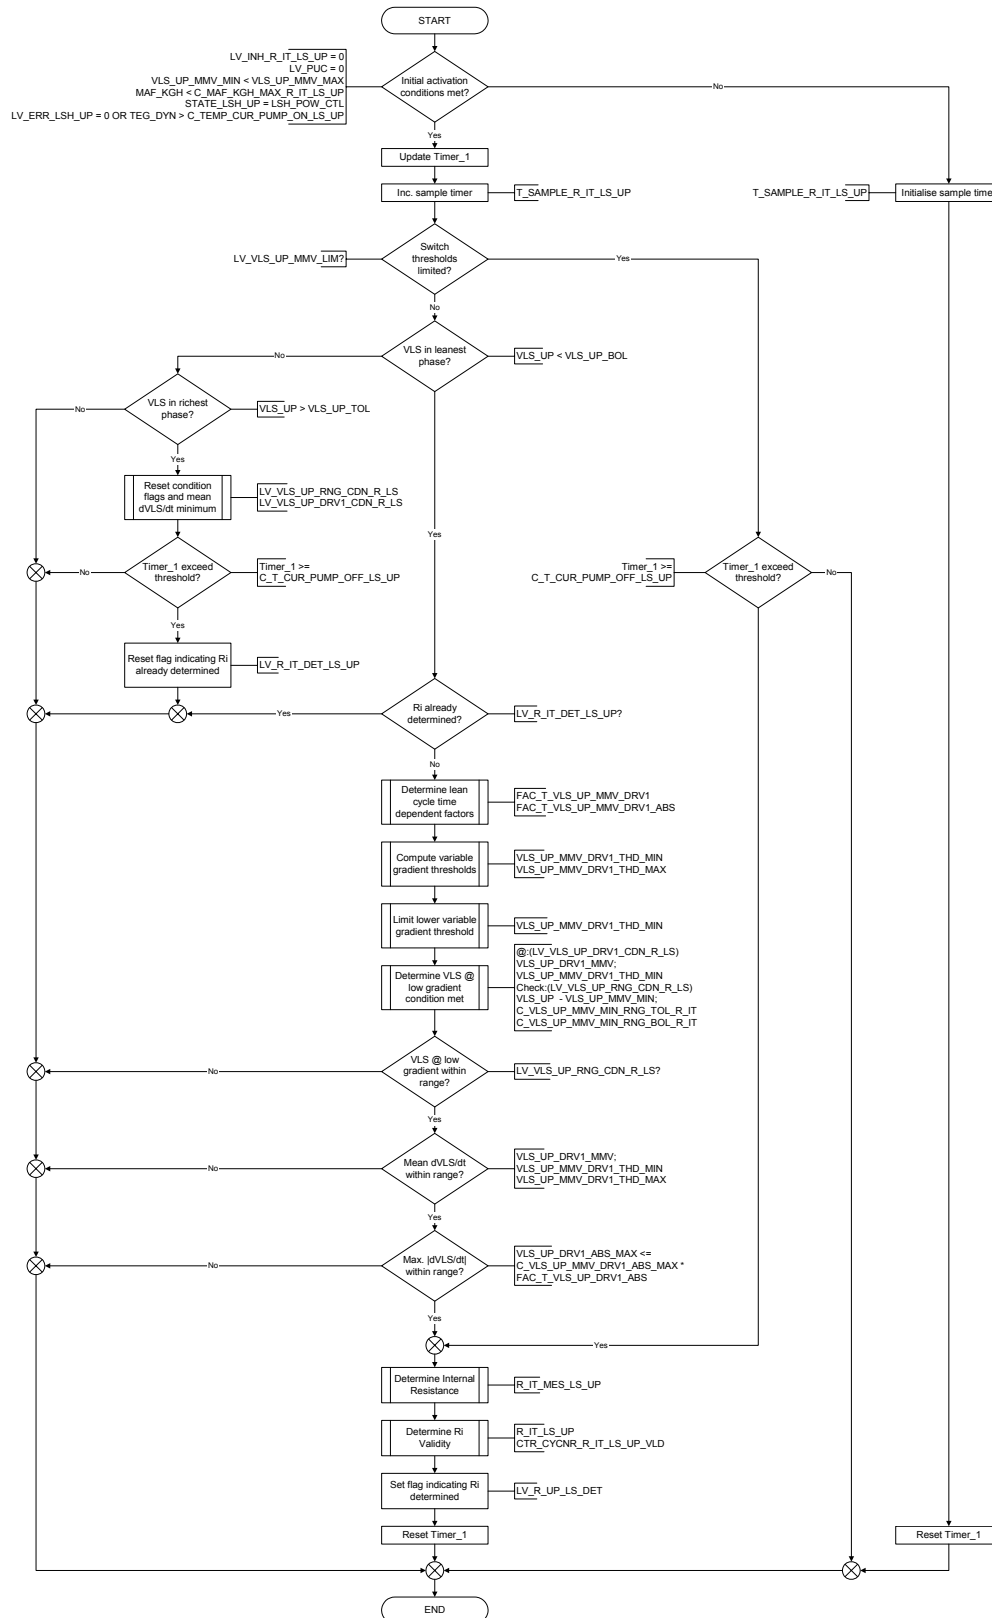 START
LV_INH_R_IT_LS_UP = 0
LV_PUC = 0
VLS_UP_MMV_MIN < VLS_UP_MMV_MAX
MAF_KGH < C_MAF_KGH_MAX_R_IT_LS_UP
STATE_LSH_UP = LSH_POW_CTL
LV_ERR_LSH_UP = 0 OR TEG_DYN > C_TEMP_CUR_PUMP_ON_LS_UP
Initial activation
conditions met?
No
Yes
Update Timer_1
Inc. sample timer
T_SAMPLE_R_IT_LS_UP
T_SAMPLE_R_IT_LS_UP
Initialise sample time
LV_VLS_UP_MMV_LIM?
Switch
thresholds
limited?
Yes
No
No
VLS in leanest
phase?
VLS_UP < VLS_UP_BOL
No
VLS in richest
phase?
VLS_UP > VLS_UP_TOL
Yes
Reset condition
flags and mean
dVLS/dt minimum
LV_VLS_UP_RNG_CDN_R_LS
LV_VLS_UP_DRV1_CDN_R_LS
Yes
No
Timer_1 exceed
threshold?
Timer_1 >=
C_T_CUR_PUMP_OFF_LS_UP
Timer_1 >=
C_T_CUR_PUMP_OFF_LS_UP
Timer_1 exceed
threshold?
No
Yes
Reset flag indicating Ri
already determined
LV_R_IT_DET_LS_UP
Yes
Ri already
determined?
LV_R_IT_DET_LS_UP?
No
Determine lean
cycle time
dependent factors
FAC_T_VLS_UP_MMV_DRV1
FAC_T_VLS_UP_MMV_DRV1_ABS
Compute variable
gradient thresholds
VLS_UP_MMV_DRV1_THD_MIN
VLS_UP_MMV_DRV1_THD_MAX
Limit lower variable
gradient threshold
VLS_UP_MMV_DRV1_THD_MIN
Determine VLS @
low gradient
condition met
@:(LV_VLS_UP_DRV1_CDN_R_LS)
VLS_UP_DRV1_MMV;
VLS_UP_MMV_DRV1_THD_MIN
Check:(LV_VLS_UP_RNG_CDN_R_LS)
VLS_UP - VLS_UP_MMV_MIN;
C_VLS_UP_MMV_MIN_RNG_TOL_R_IT
C_VLS_UP_MMV_MIN_RNG_BOL_R_IT
No
VLS @ low
gradient within
range?
LV_VLS_UP_RNG_CDN_R_LS?
Yes
No
Mean dVLS/dt
within range?
VLS_UP_DRV1_MMV;
VLS_UP_MMV_DRV1_THD_MIN
VLS_UP_MMV_DRV1_THD_MAX
Yes
No
Max. |dVLS/dt|
within range?
VLS_UP_DRV1_ABS_MAX <=
C_VLS_UP_MMV_DRV1_ABS_MAX *
FAC_T_VLS_UP_DRV1_ABS
Yes
Yes
Determine Internal
Resistance
R_IT_MES_LS_UP
Determine Ri
Validity
R_IT_LS_UP
CTR_CYCNR_R_IT_LS_UP_VLD
Set flag indicating Ri
determined
LV_R_UP_LS_DET
Reset Timer_1
Reset Timer_1
END